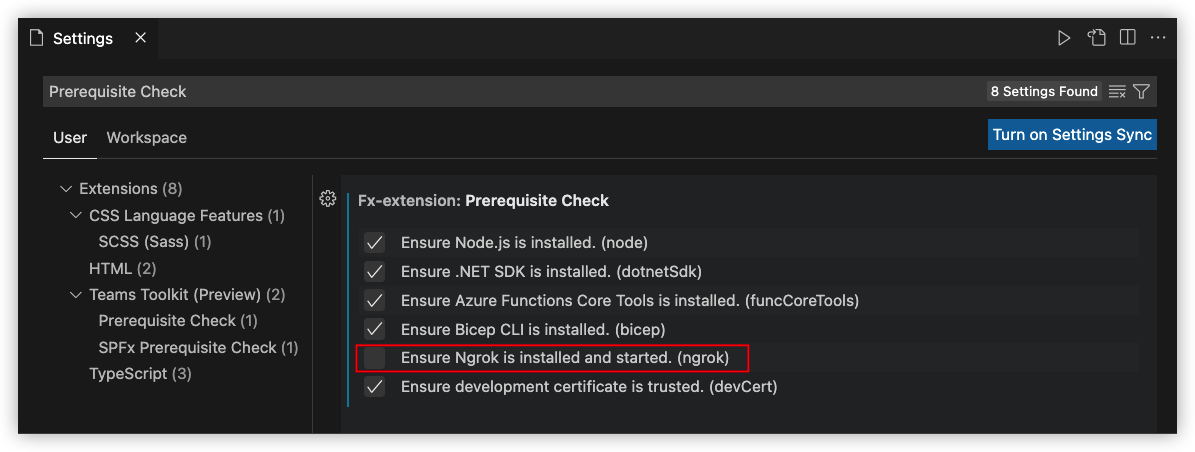 Settings
Prerequisite Check
8 Settings Found
User
Workspace
Turn on Settings Sync
Extensions (8)
CSS Language Features (1)
SCSS (Sass) (1)
HTML (2)
Teams Toolkit (Preview) (2)
Prerequisite Check (1)
SPFx Prerequisite Check (1)
TypeScript (3)
Fx-extension: Prerequisite Check
Ensure Node.js is installed. (node)
Ensure .NET SDK is installed. (dotnetSdk)
Ensure Azure Functions Core Tools is installed. (funcCoreTools)
Ensure Bicep CLI is installed. (bicep)
Ensure Ngrok is installed and started. (ngrok)
Ensure development certificate is trusted. (devCert)